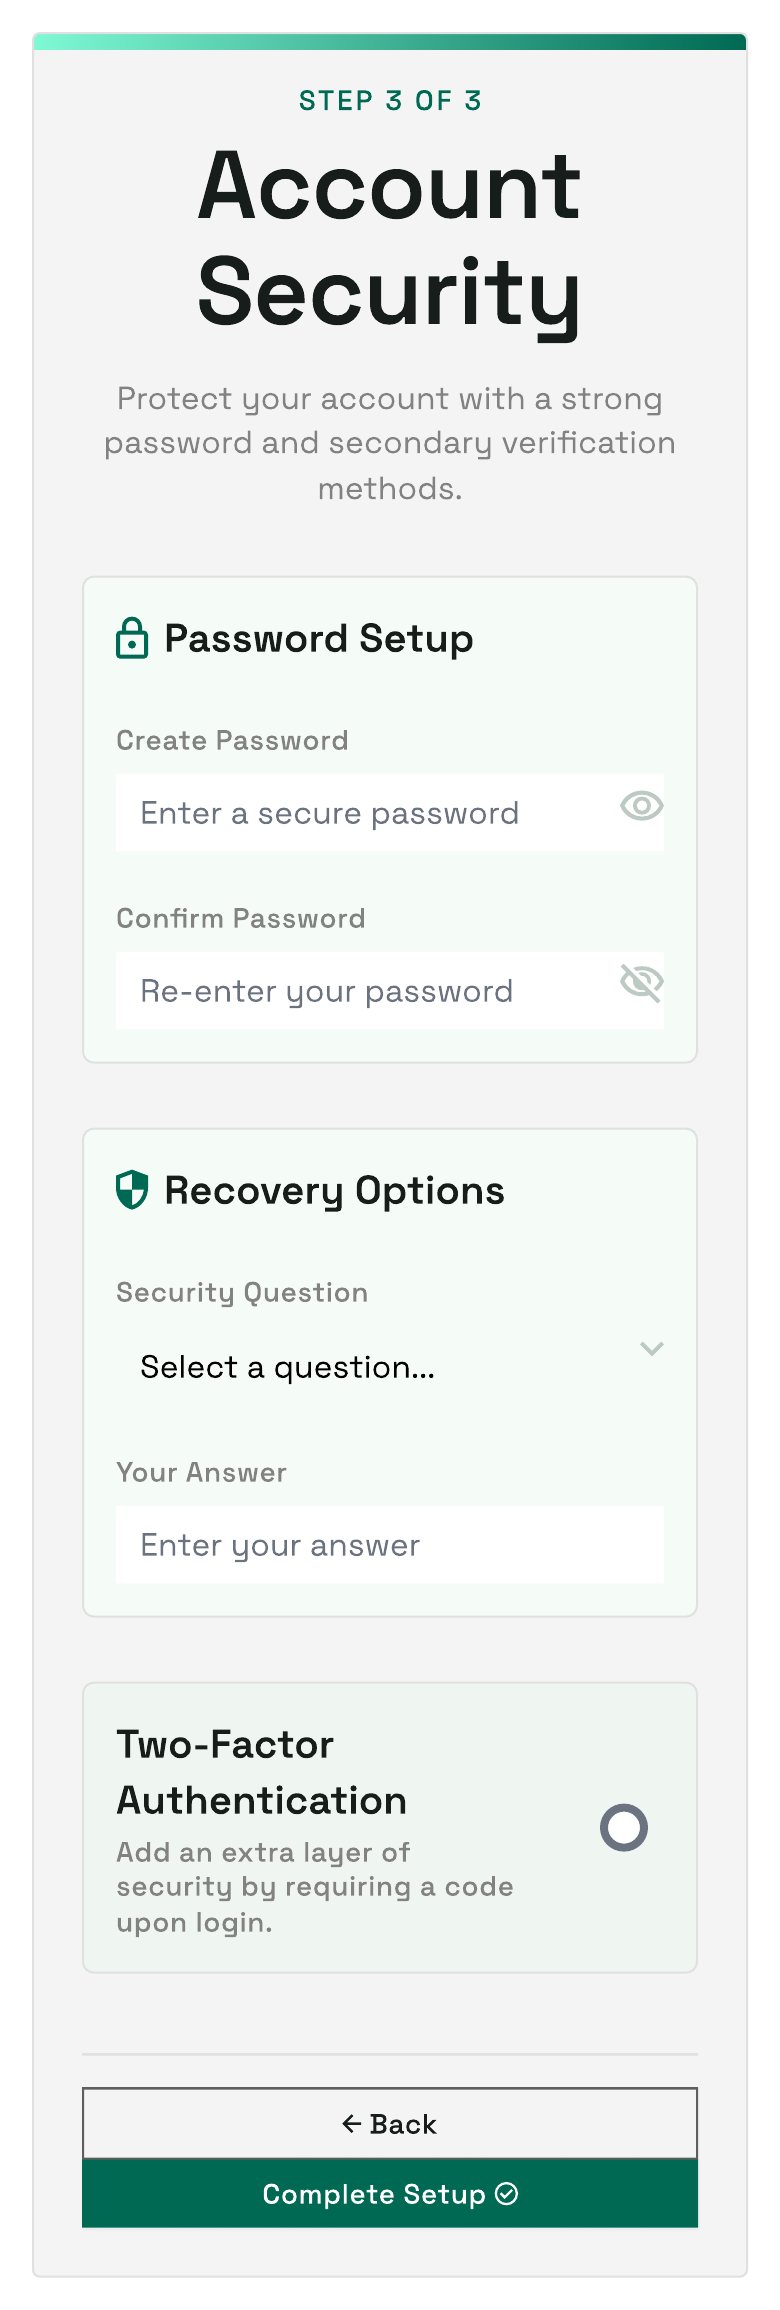 STEP 3 OF 3
Account
Security
Protect your account with a strong
password and secondary verification
methods.
Password Setup
Create Password
Enter a secure password
Confirm Password
Re-enter your password
Recovery Options
Security Question
Select a question...
Your Answer
Enter your answer
Two-Factor
Authentication
Add an extra layer of
security by requiring a code
upon login.
← Back
Complete Setup